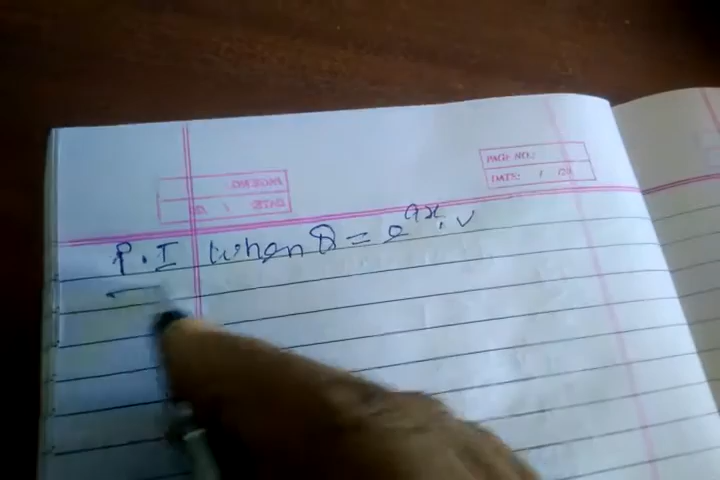 PAGE NO.:
DATE: / /
P.I when Q = e^{ax}. v